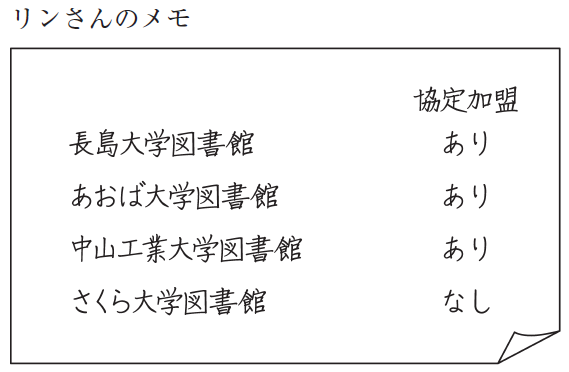 リンさんのメモ
協定加盟
長島大学図書館 あり
あおば大学図書館 あり
中山工業大学図書館 あり
さくら大学図書館 なし